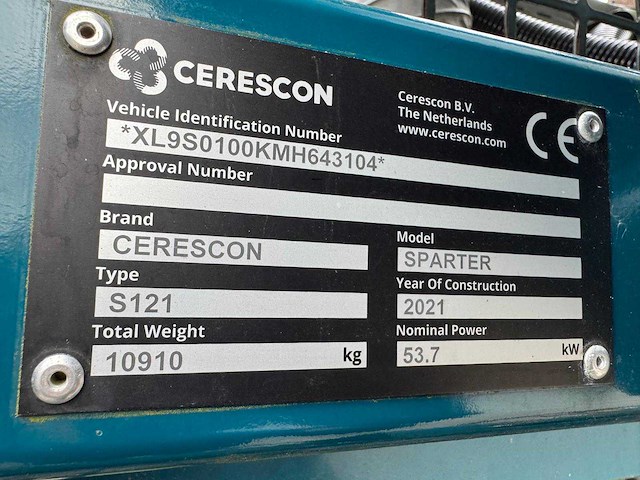 CERESCON
Cerescon B.V.
The Netherlands
www.cerescon.com
CE
Vehicle Identification Number
*XL9S0100KMH643104*
Approval Number
Brand
CERESCON
Model
SPARTER
Type
S121
Year Of Construction
2021
Total Weight
10910 kg
Nominal Power
53.7 kW